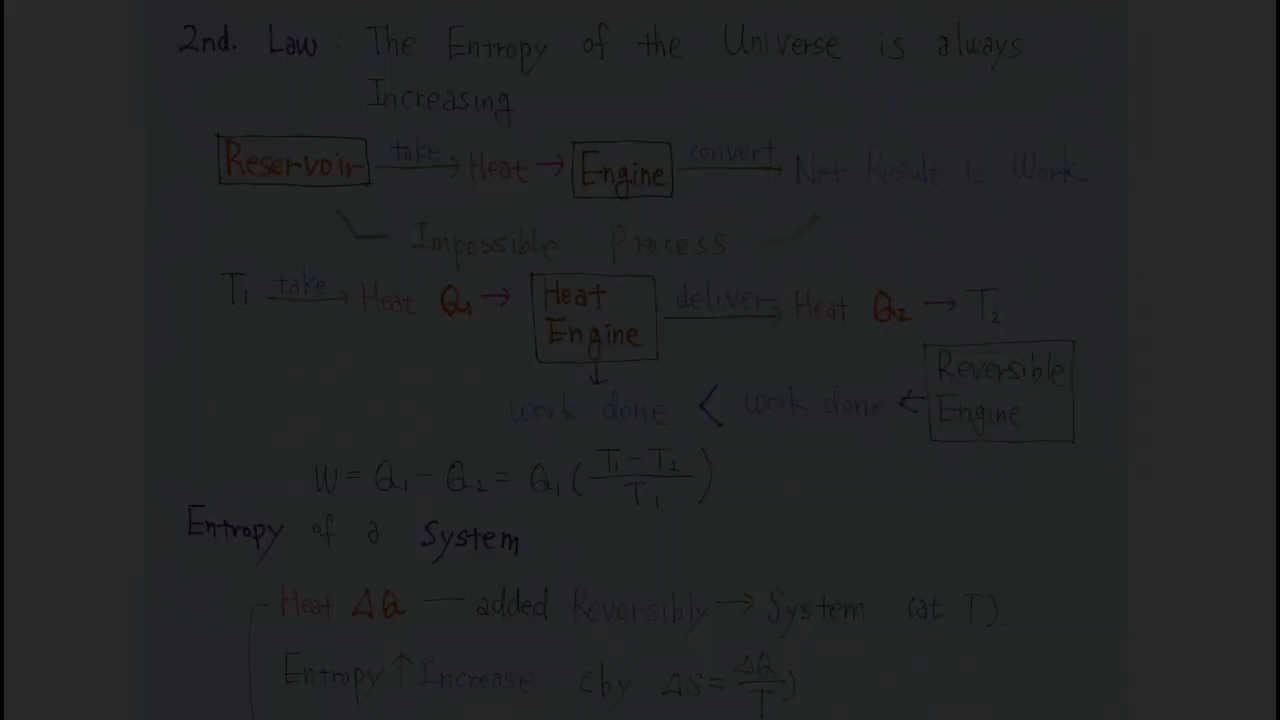 2nd. Law : The Entropy of the Universe is always
Increasing.
Reservoir take → Heat → Engine convert → Net Result is Work
Impossible Process
T₁ take → Heat Q₁ → Heat Engine deliver → Heat Q₂ → T₂
work done < work done ← Reversible Engine
W = Q₁ - Q₂ = Q₁ (T₁ - T₂ / T₁)
Entropy of a System
Heat ΔQ — added Reversibly → System (at T)
Entropy ↑ Increase (by ΔS = ΔQ / T)